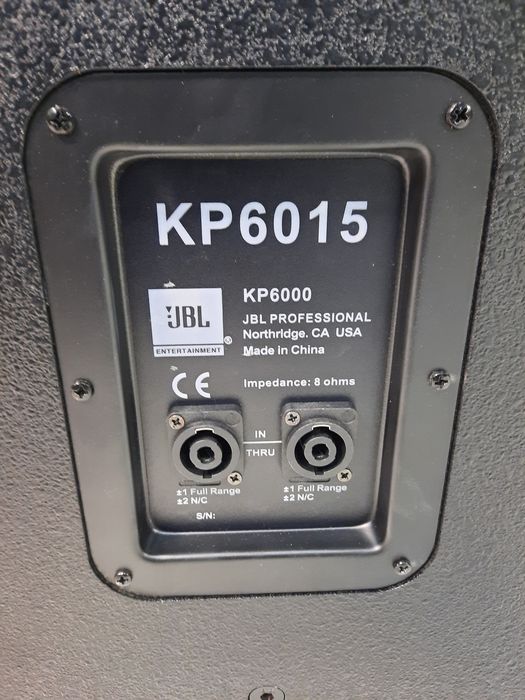 KP6015
JBL
®
ENTERTAINMENT
KP6000
JBL PROFESSIONAL
Northridge. CA USA
Made in China
CE
Impedance: 8 ohms
IN
THRU
±1 Full Range
±2 N/C
±1 Full Range
±2 N/C
S/N: